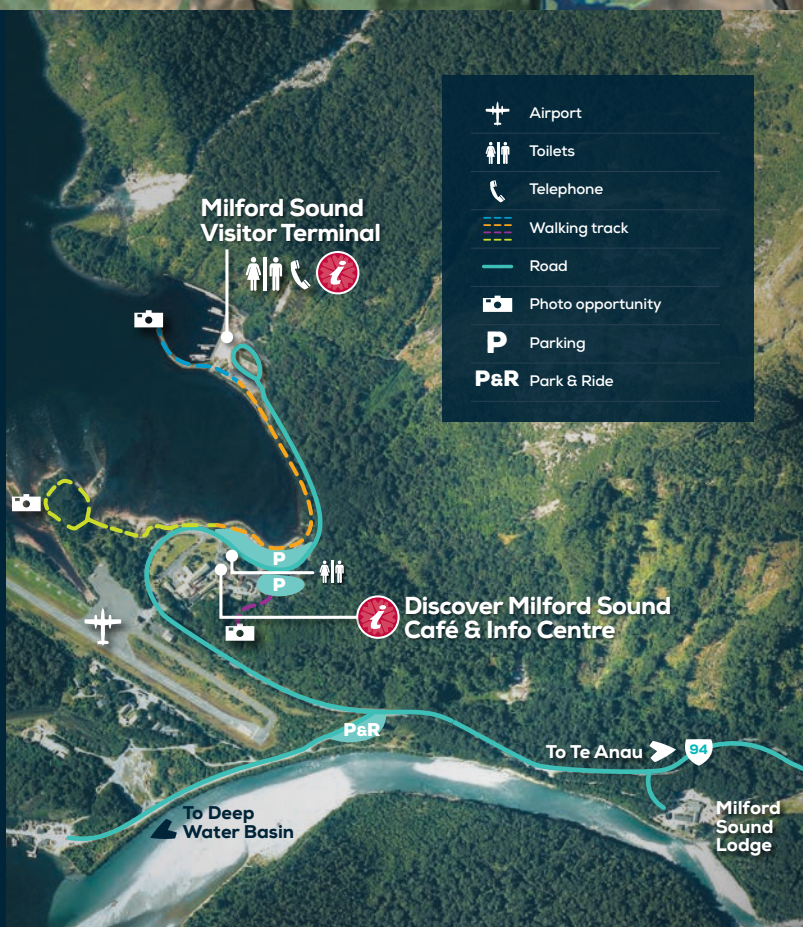 Airport
Toilets
Telephone
Walking track
Road
Photo opportunity
P Parking
P&R Park & Ride
Milford Sound
Visitor Terminal
i
P
P
i
Discover Milford Sound
Café & Info Centre
P&R
To Te Anau
94
To Deep
Water Basin
Milford
Sound
Lodge